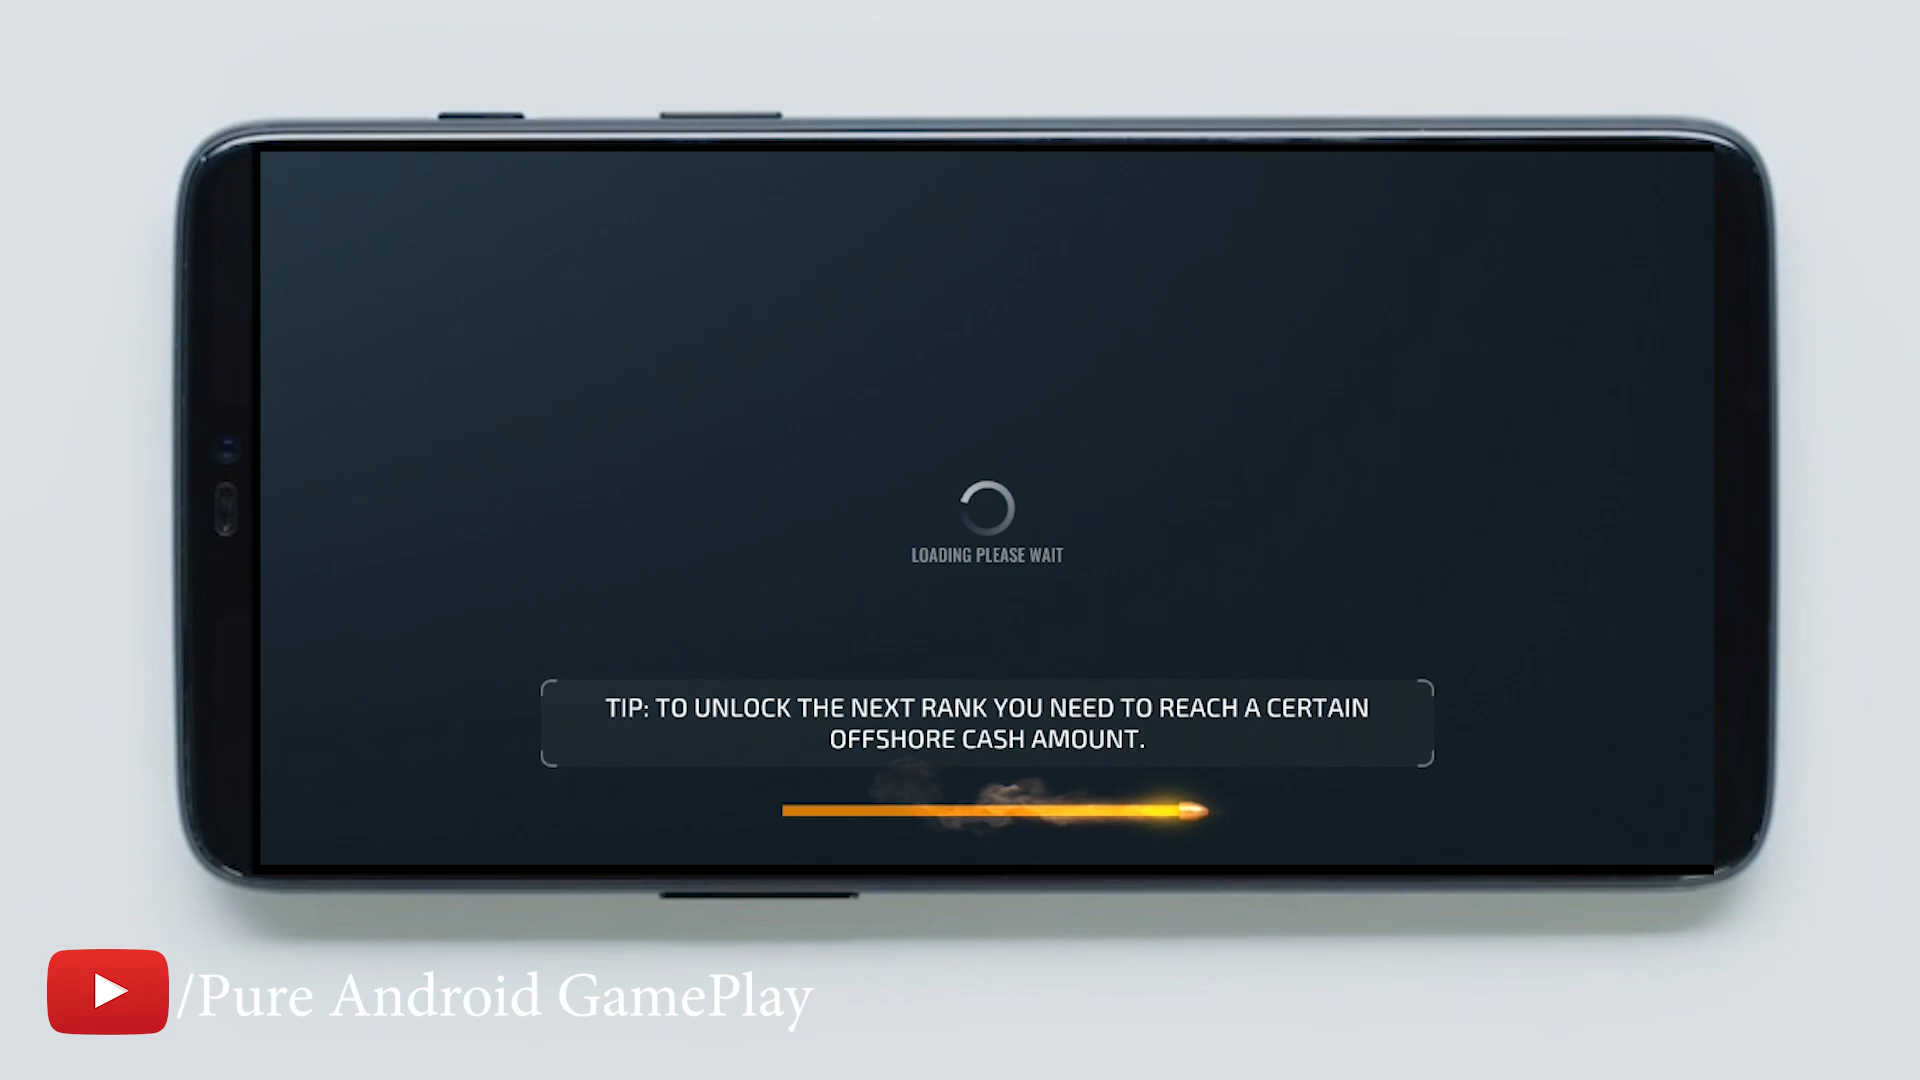 LOADING PLEASE WAIT
TIP: TO UNLOCK THE NEXT RANK YOU NEED TO REACH A CERTAIN
OFFSHORE CASH AMOUNT.
/Pure Android GamePlay